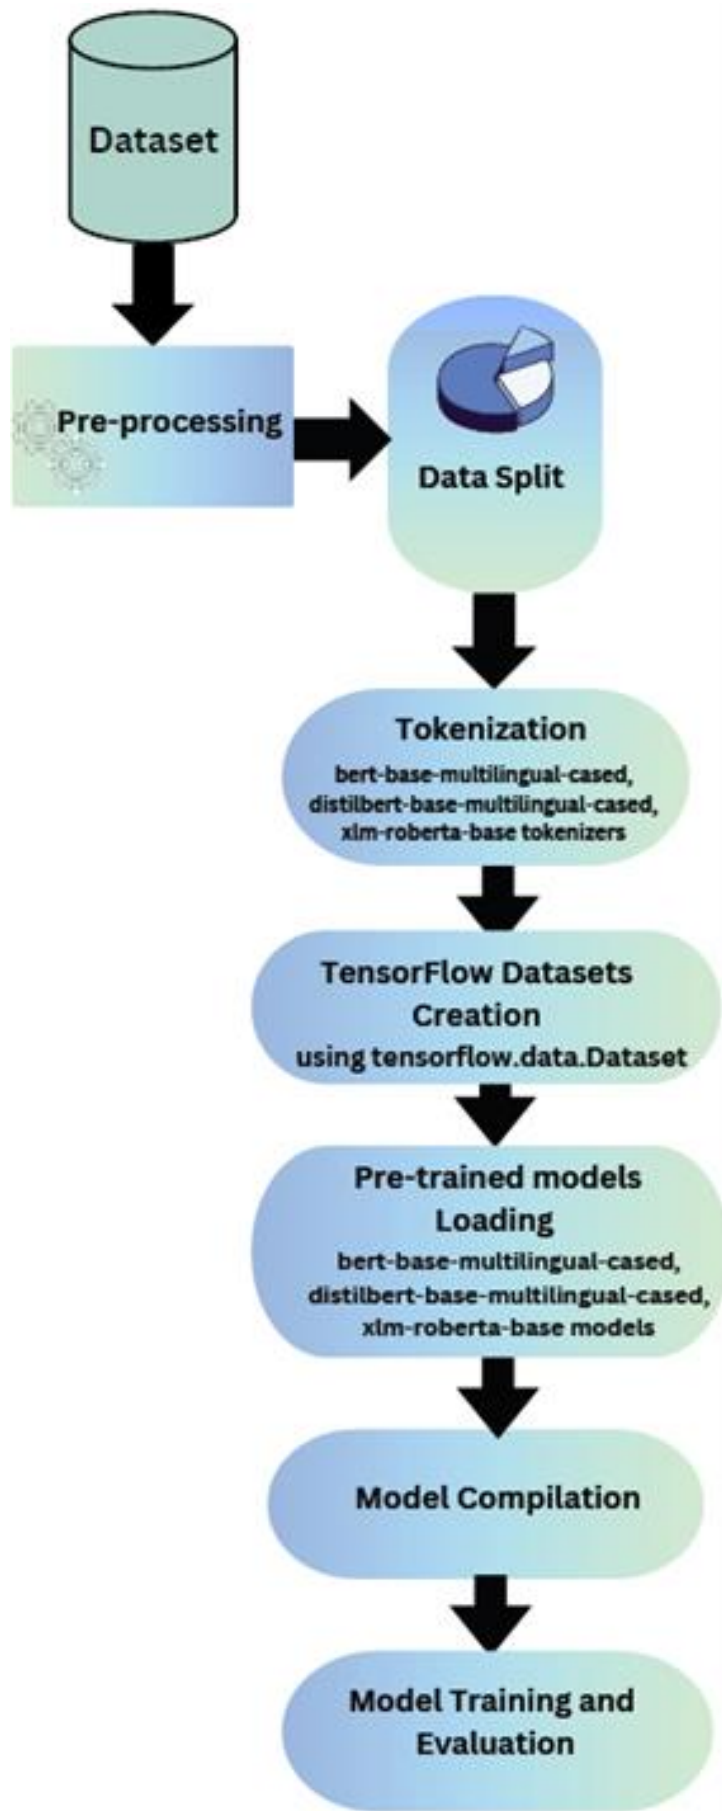 Dataset
Pre-processing
Data Split
Tokenization
bert-base-multilingual-cased,
distilbert-base-multilingual-cased,
xlm-roberta-base tokenizers
TensorFlow Datasets
Creation
using tensorflow.data.Dataset
Pre-trained models
Loading
bert-base-multilingual-cased,
distilbert-base-multilingual-cased,
xlm-roberta-base models
Model Compilation
Model Training and
Evaluation